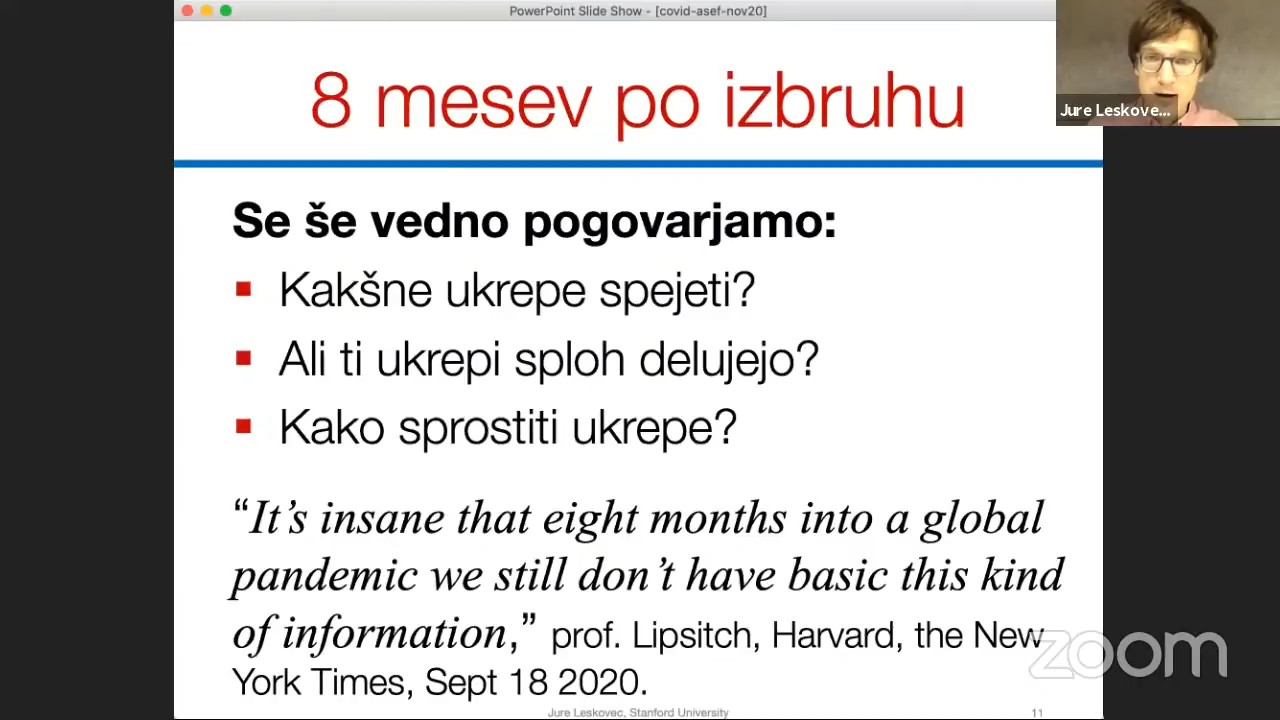 PowerPoint Slide Show - [covid-asef-nov20]
Jure Leskove...
8 mesev po izbruhu
Se še vedno pogovarjamo:
▪ Kakšne ukrepe spejeti?
▪ Ali ti ukrepi sploh delujejo?
▪ Kako sprostiti ukrepe?
“It’s insane that eight months into a global
pandemic we still don’t have basic this kind
of information,” prof. Lipsitch, Harvard, the New
York Times, Sept 18 2020.
zoom
Jure Leskovec, Stanford University
11